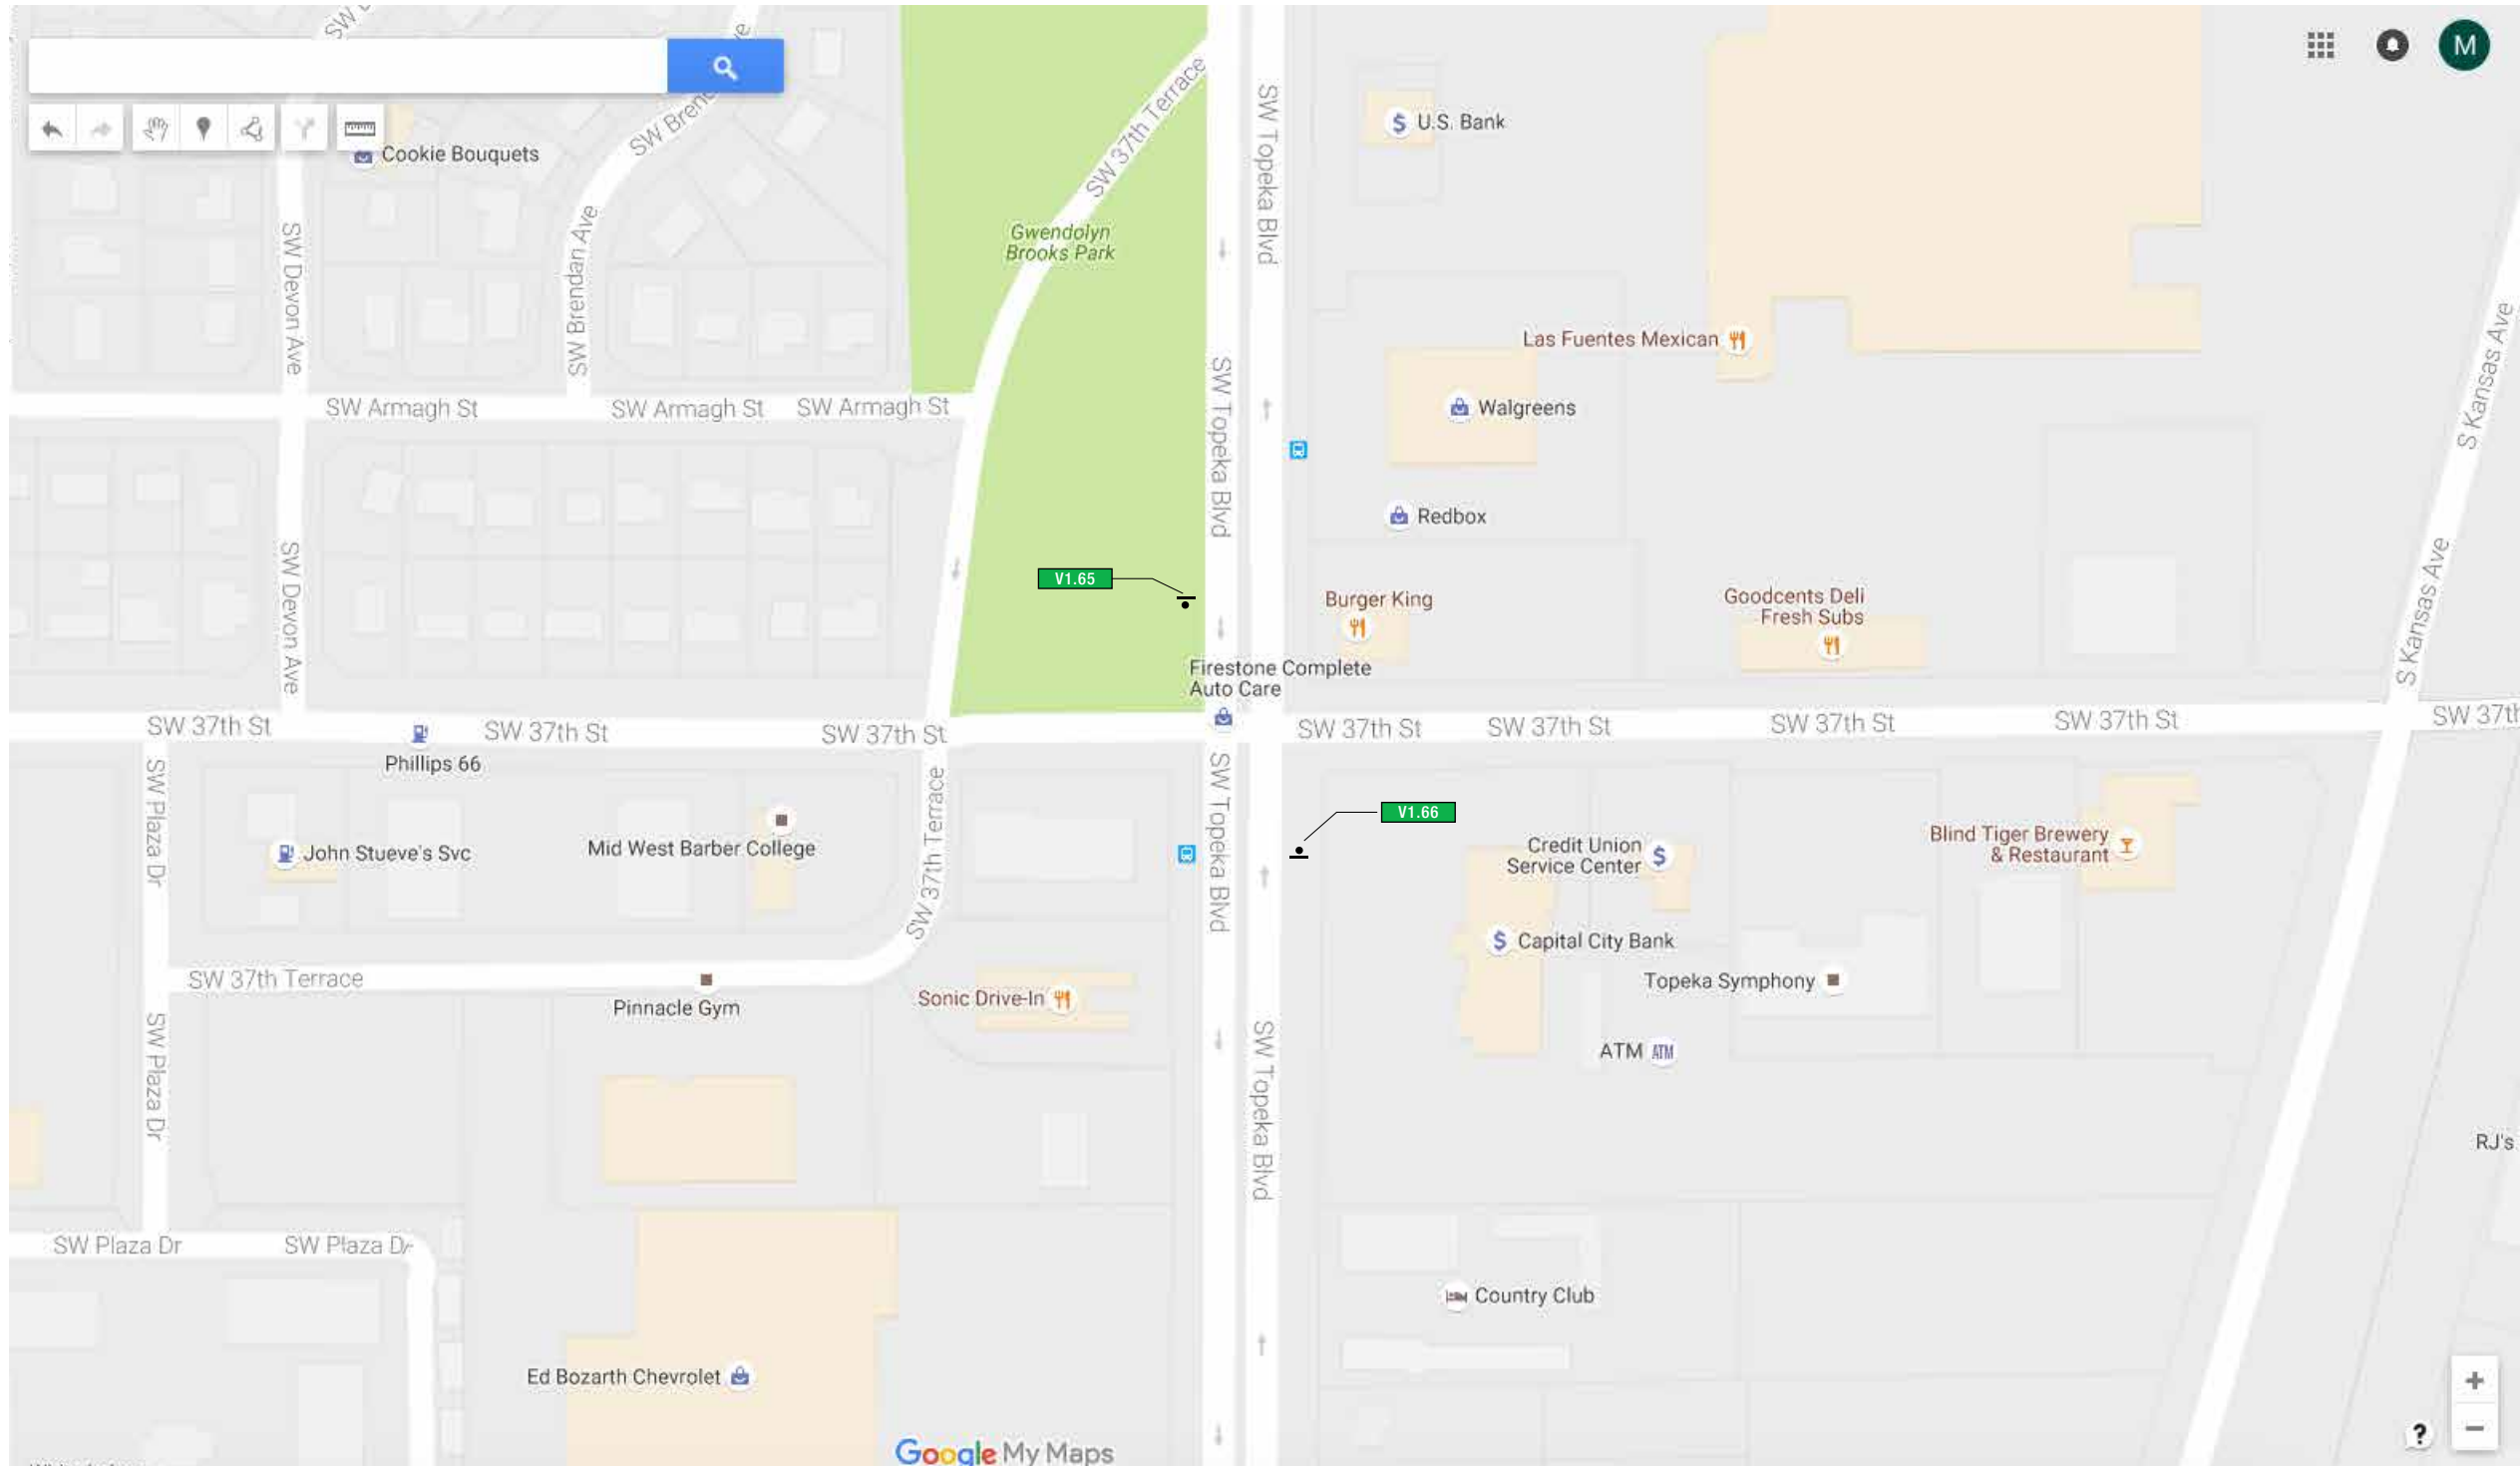 M
SW Topeka Blvd
U.S. Bank
Cookie Bouquets
SW 37th Terrace
SW Devon Ave
SW Brendan Ave
Gwendolyn
Brooks Park
Las Fuentes Mexican
S Kansas Ave
SW Armagh St
SW Armagh St
SW Armagh St
SW Topeka Blvd
Walgreens
Redbox
V1.65
Burger King
Goodcents Deli
Fresh Subs
SW Devon Ave
S Kansas Ave
Firestone Complete
Auto Care
SW 37th St
SW 37th St
SW 37th St
SW 37th St
SW 37th St
SW 37th St
SW 37th St
SW 37th
Phillips 66
SW Plaza Dr
SW 37th Terrace
SW Topeka Blvd
V1.66
John Stueve's Svc
Mid West Barber College
Credit Union
Service Center
Blind Tiger Brewery
& Restaurant
Capital City Bank
SW 37th Terrace
Pinnacle Gym
Sonic Drive-In
Topeka Symphony
ATM ATM
SW Plaza Dr
SW Topeka Blvd
RJ's
SW Plaza Dr
SW Plaza Dr
Country Club
Ed Bozarth Chevrolet
Google My Maps
+
?
−